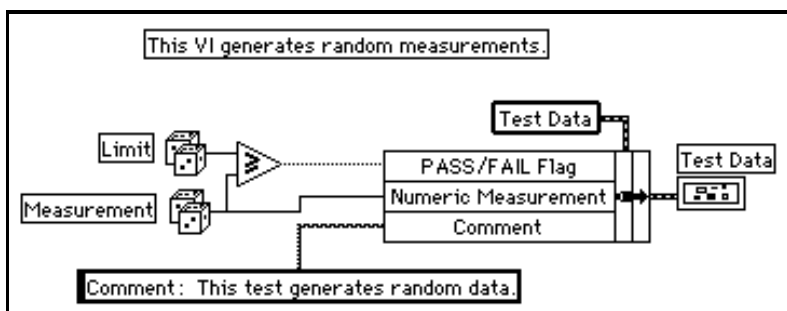 This VI generates random measurements.
Test Data
Limit
PASS/FAIL Flag
Test Data
Measurement
Numeric Measurement
Comment
Comment: This test generates random data.